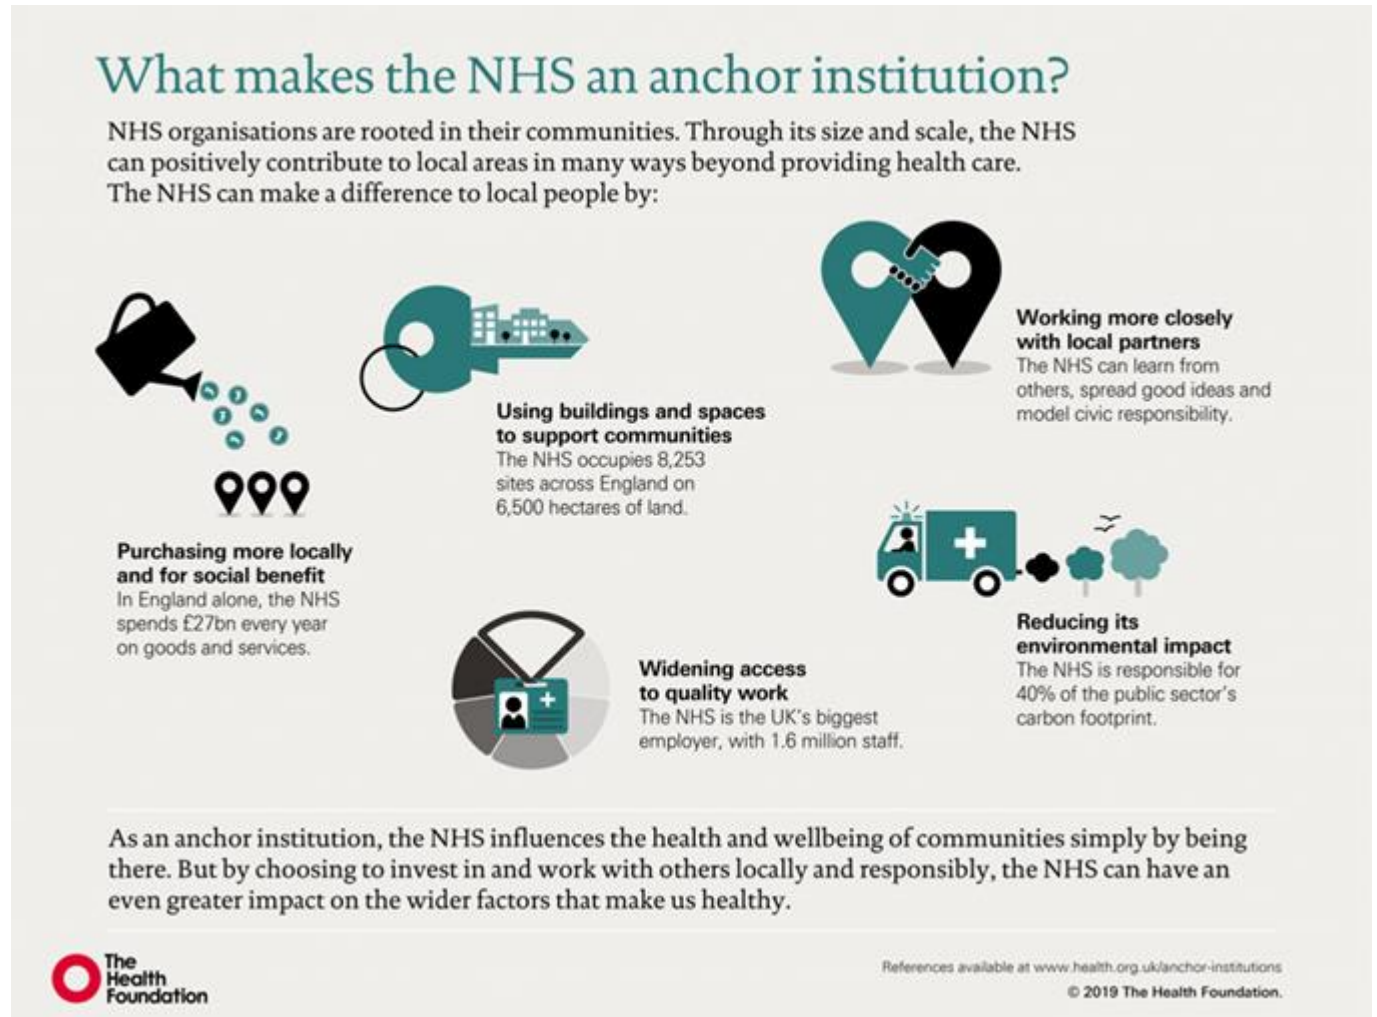 What makes the NHS an anchor institution?
NHS organisations are rooted in their communities. Through its size and scale, the NHS
can positively contribute to local areas in many ways beyond providing health care.
The NHS can make a difference to local people by:
Purchasing more locally
and for social benefit
In England alone, the NHS
spends £27bn every year
on goods and services.
Using buildings and spaces
to support communities
The NHS occupies 8,253
sites across England on
6,500 hectares of land.
Working more closely
with local partners
The NHS can learn from
others, spread good ideas and
model civic responsibility.
Widening access
to quality work
The NHS is the UK's biggest
employer, with 1.6 million staff.
Reducing its
environmental impact
The NHS is responsible for
40% of the public sector's
carbon footprint.
As an anchor institution, the NHS influences the health and wellbeing of communities simply by being
there. But by choosing to invest in and work with others locally and responsibly, the NHS can have an
even greater impact on the wider factors that make us healthy.
The
Health
Foundation
References available at www.health.org.uk/anchor-institutions
© 2019 The Health Foundation.